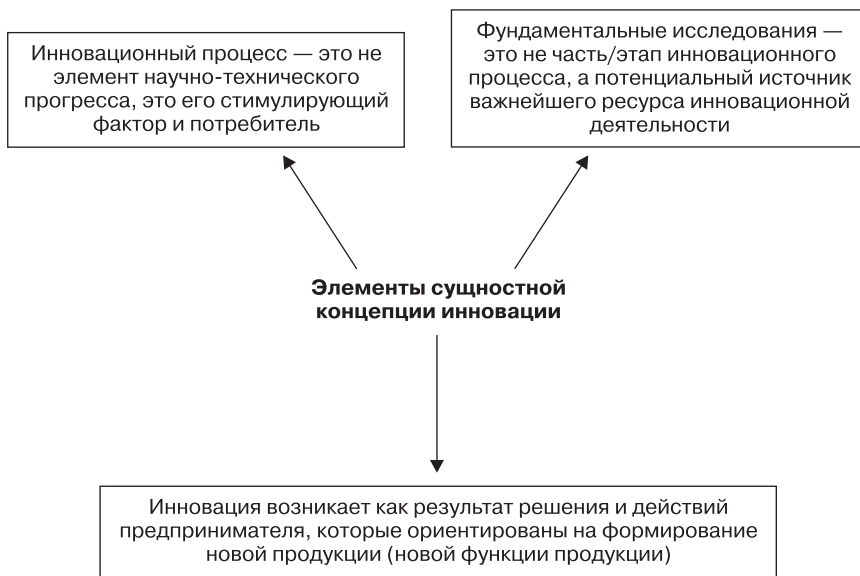 Инновационный процесс — это не
элемент научно-технического
прогресса, это его стимулирующий
фактор и потребитель
Фундаментальные исследования —
это не часть/этап инновационного
процесса, а потенциальный источник
важнейшего ресурса инновационной
деятельности
Элементы сущностной
концепции инновации
Инновация возникает как результат решения и действий
предпринимателя, которые ориентированы на формирование
новой продукции (новой функции продукции)